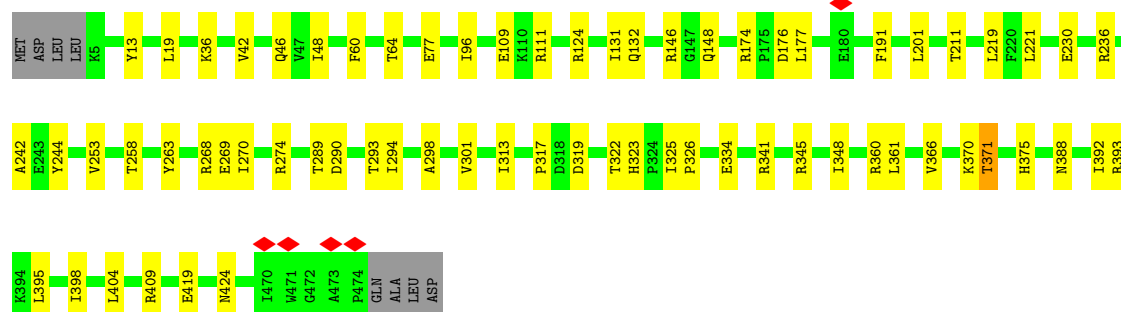 MET ASP LEU LEU K5 Y13 L19 K36 V42 Q46 V47 I48 F60 T64 E77 I96 E109 K110 R111 R124 I131 Q132 R146 G147 Q148 R174 P175 D176 L177 E180 F191 L201 T211 L219 F220 L221 E230 R236
A242 E243 Y244 V253 T258 Y263 R268 E269 I270 R274 T289 D290 T293 I294 A298 V301 I313 P317 D318 D319 T322 H323 P324 I325 P326 E334 R341 R345 I348 R360 L361 V366 K370 T371 H375 N388 I392 R393
K394 L395 I398 L404 R409 E419 N424 I470 W471 G472 A473 P474 GLN ALA LEU ASP